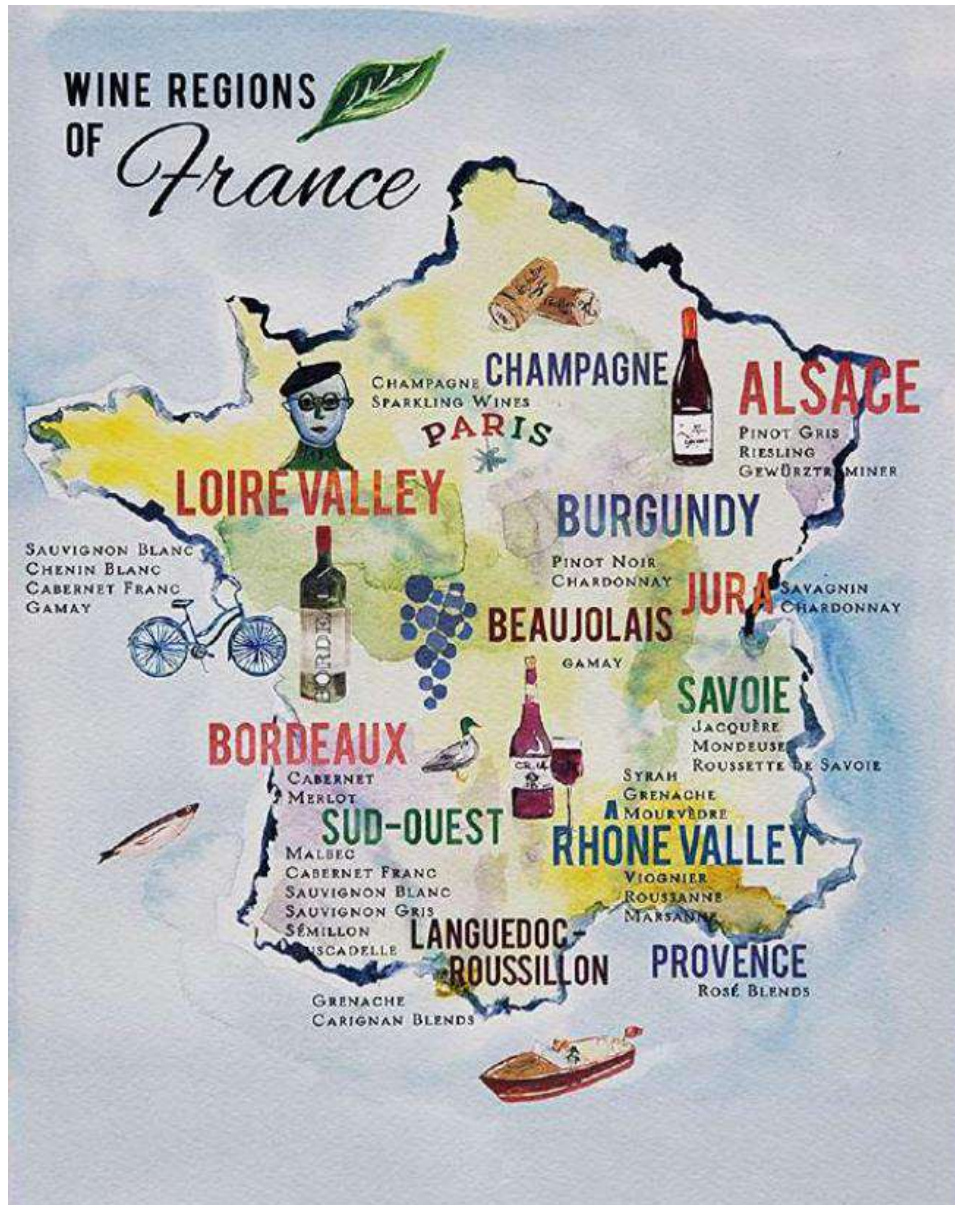 WINE REGIONS
OF France
CHAMPAGNE
CHAMPAGNE
SPARKLING WINES
PARIS
ALSACE
PINOT GRIS
RIESLING
GEWÜRZTRAMINER
LOIRE VALLEY
SAUVIGNON BLANC
CHENIN BLANC
CABERNET FRANC
GAMAY
BURGUNDY
PINOT NOIR
CHARDONNAY
JURA
SAVAGNIN
CHARDONNAY
BEAUJOLAIS
GAMAY
SAVOIE
JACQUÈRE
MONDEUSE
ROUSSETTE DE SAVOIE
BORDEAUX
CABERNET
MERLOT
SUD-OUEST
MALBEC
CABERNET FRANC
SAUVIGNON BLANC
SAUVIGNON GRIS
SÉMILLON
MUSCADELLE
SYRAH
GRENACHE
MOURVÈDRE
RHÔNE VALLEY
VIOGNIER
ROUSSANNE
MARSANNE
LANGUEDOC-
ROUSSILLON
GRENACHE
CARIGNAN BLENDS
PROVENCE
ROSÉ BLENDS